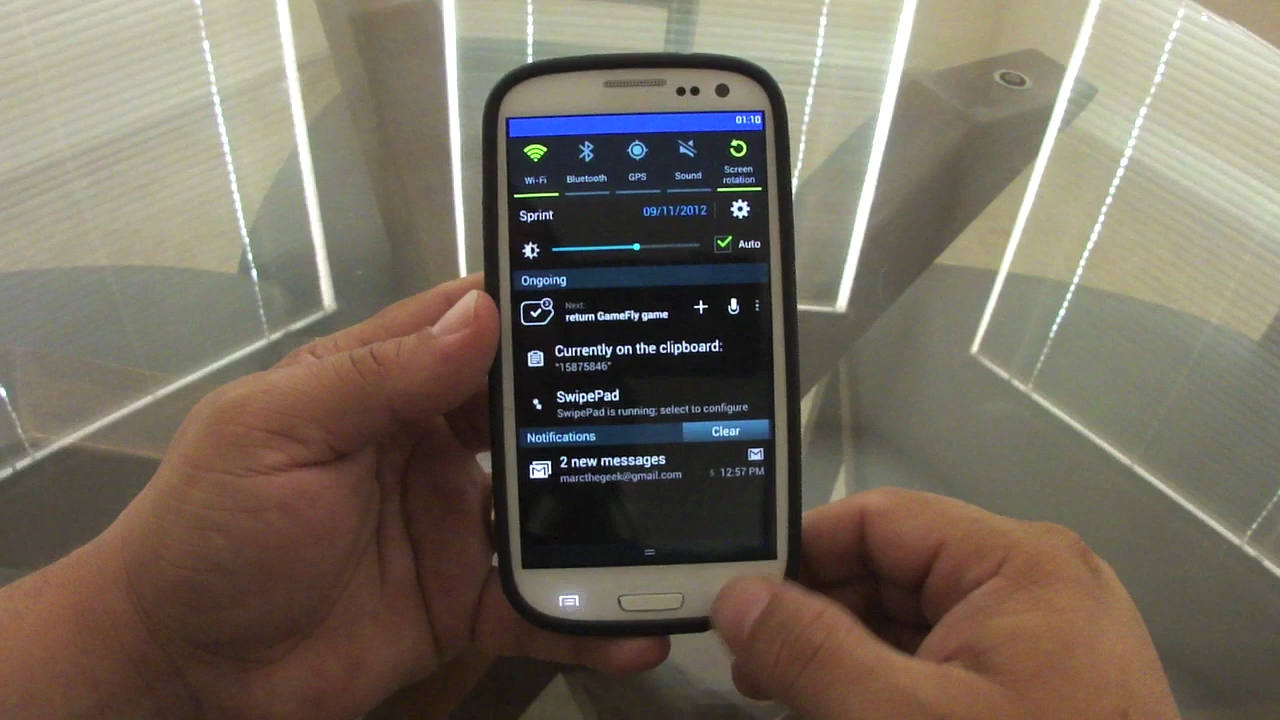 01:10
Wi-Fi Bluetooth GPS Sound Screen rotation
Sprint 09/11/2012
Auto
Ongoing
3
Next:
return GameFly game
Currently on the clipboard:
"15875846"
SwipePad
SwipePad is running; select to configure
Notifications Clear
2 new messages
marcthegeek@gmail.com 12:57 PM